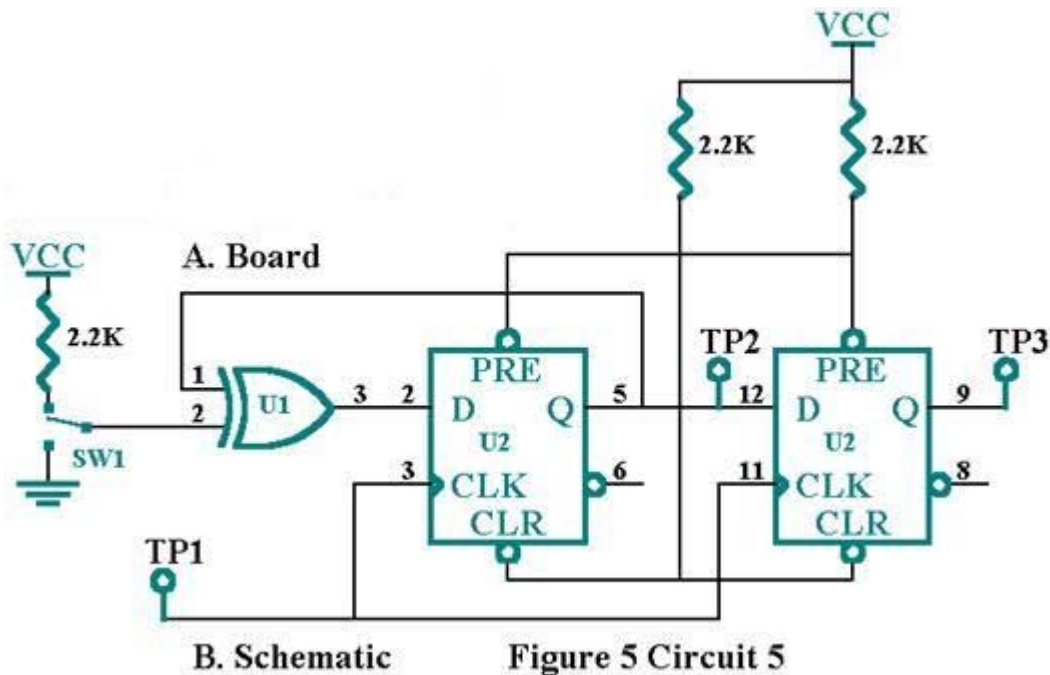 VCC
2.2K 2.2K
VCC
A. Board
2.2K
1
2
U1
3
2
PRE
D Q
U2
3
CLK
CLR
5
6
TP2
12
PRE
D Q
U2
11
CLK
CLR
9
8
TP3
SW1
TP1
B. Schematic Figure 5 Circuit 5